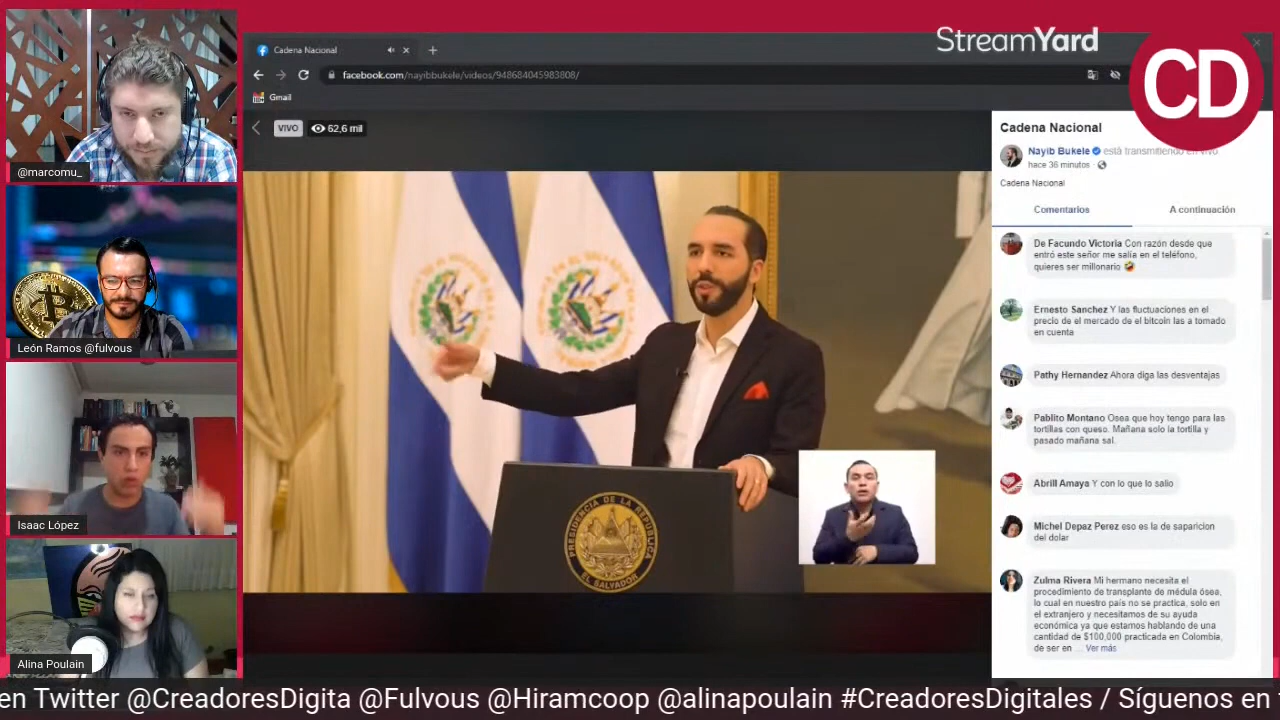 @marcomu_
León Ramos @fulvous
Isaac López
Alina Poulain
StreamYard
CD
Cadena Nacional
facebook.com/nayibbukele/videos/948684045983808/
Gmail
VIVO
62,6 mil
PRESIDENCIA DE LA REPÚBLICA
EL SALVADOR
Cadena Nacional
Nayib Bukele está transmitiendo en vivo
hace 36 minutos
Cadena Nacional
Comentarios
A continuación
De Facundo Victoria Con razón desde que
entró este señor me salía en el teléfono,
quieres ser millonario
Ernesto Sanchez Y las fluctuaciones en el
precio de el mercado de el bitcoin las a tomado
en cuenta
Pathy Hernandez Ahora diga las desventajas
Pablito Montano Osea que hoy tengo para las
tortillas con queso. Mañana solo la tortilla y
pasado mañana sal.
Abrill Amaya Y con lo que lo salio
Michel Depaz Perez eso es la de saparicion
del dolar
Zulma Rivera Mi hermano necesita el
procedimiento de transplante de médula ósea,
lo cual en nuestro país no se practica, solo en
el extranjero y necesitamos de su ayuda
económica ya que estamos hablando de una
cantidad de $100,000 practicada en Colombia,
de ser en ... Ver más
en Twitter @CreadoresDigita @Fulvous @Hiramcoop @alinapoulain #CreadoresDigitales / Síguenos en